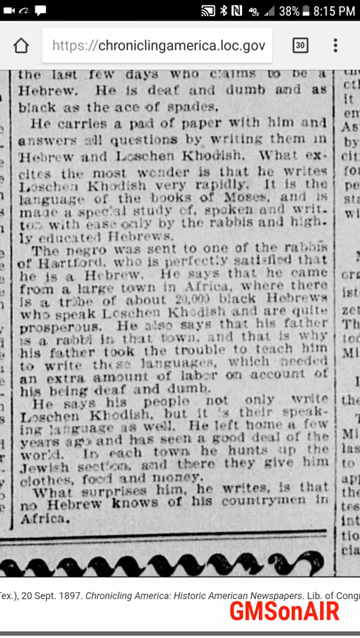 38% 8:15 PM
https://chroniclingamerica.loc.gov
30
the last few days who claims to be a
Hebrew. He is deaf and dumb and as
black as the ace of spades.
He carries a pad of paper with him and
answers all questions by writing them in
Hebrew and Loschen Khodish. What ex-
cites the most wonder is that he writes
Loschen Khodish very rapidly. It is the
language of the books of Moses, and is
made a special study of, spoken and writ-
ten with ease only by the rabbis and high-
ly educated Hebrews.
The negro was sent to one of the rabbis
of Hartford, who is perfectly satisfied that
he is a Hebrew. He says that he came
from a large town in Africa, where there
is a tribe of about 20,000 black Hebrews
who speak Loschen Khodish and are quite
prosperous. He also says that his father
is a rabbi in that town, and that is why
his father took the trouble to teach him
to write these languages, which needed
an extra amount of labor on account of
his being deaf and dumb.
He says his people not only write
Loschen Khodish, but it is their speak-
ing language as well. He left home a few
years ago and has seen a good deal of the
world. In each town he hunts up the
Jewish section, and there they give him
clothes, food and money.
What surprises him, he writes, is that
no Hebrew knows of his countrymen in
Africa.
Tex.), 20 Sept. 1897. Chronicling America: Historic American Newspapers. Lib. of Cong
GMSonAIR